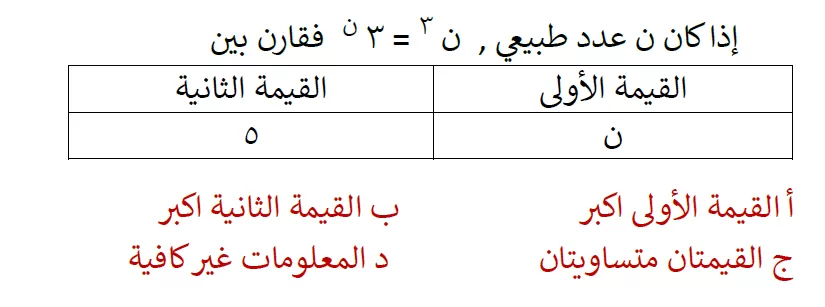 إذا كان ن عدد طبيعي , ن ٣ = ٣ ن فقارن بين
القيمة الأولى القيمة الثانية
ن ٥
أ القيمة الأولى اكبر ب القيمة الثانية اكبر
ج القيمتان متساويتان د المعلومات غير كافية